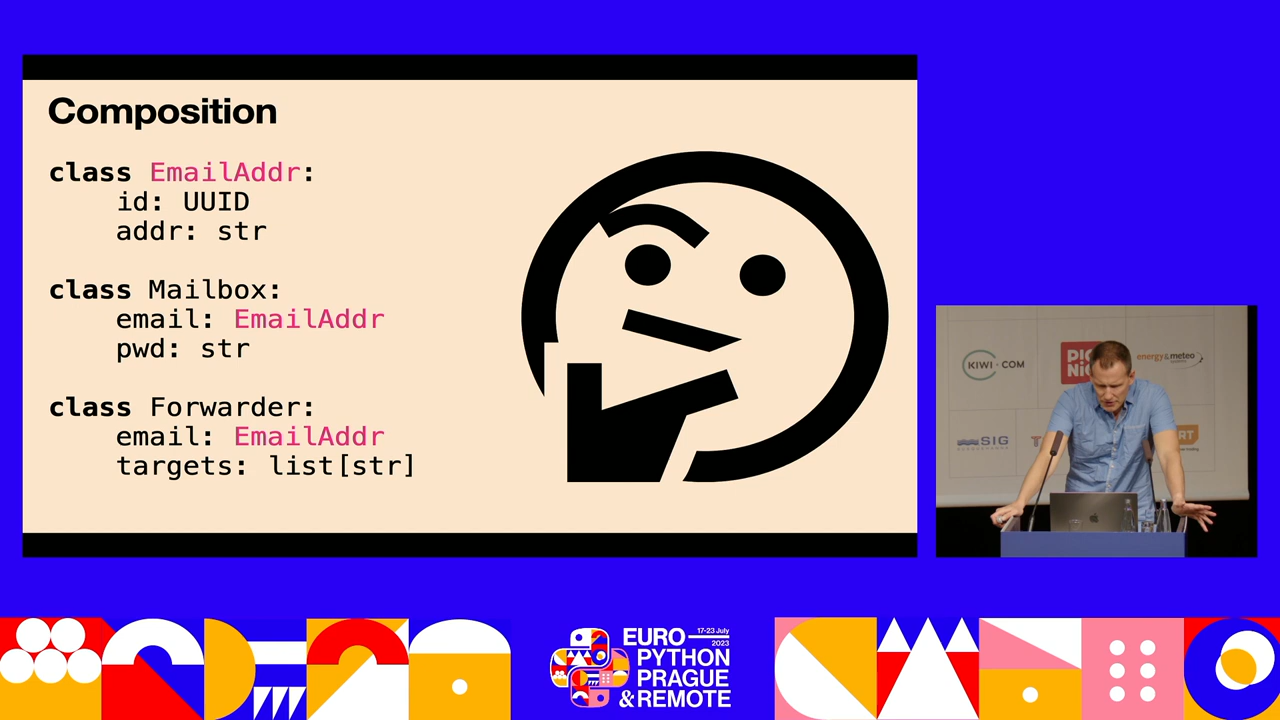 Composition
class EmailAddr:
id: UUID
addr: str
class Mailbox:
email: EmailAddr
pwd: str
class Forwarder:
email: EmailAddr
targets: list[str]
KIWI.COM
energy & meteo
systems
SIG
EURO
17-23 July
2023
PYTHON
PRAGUE
& REMOTE